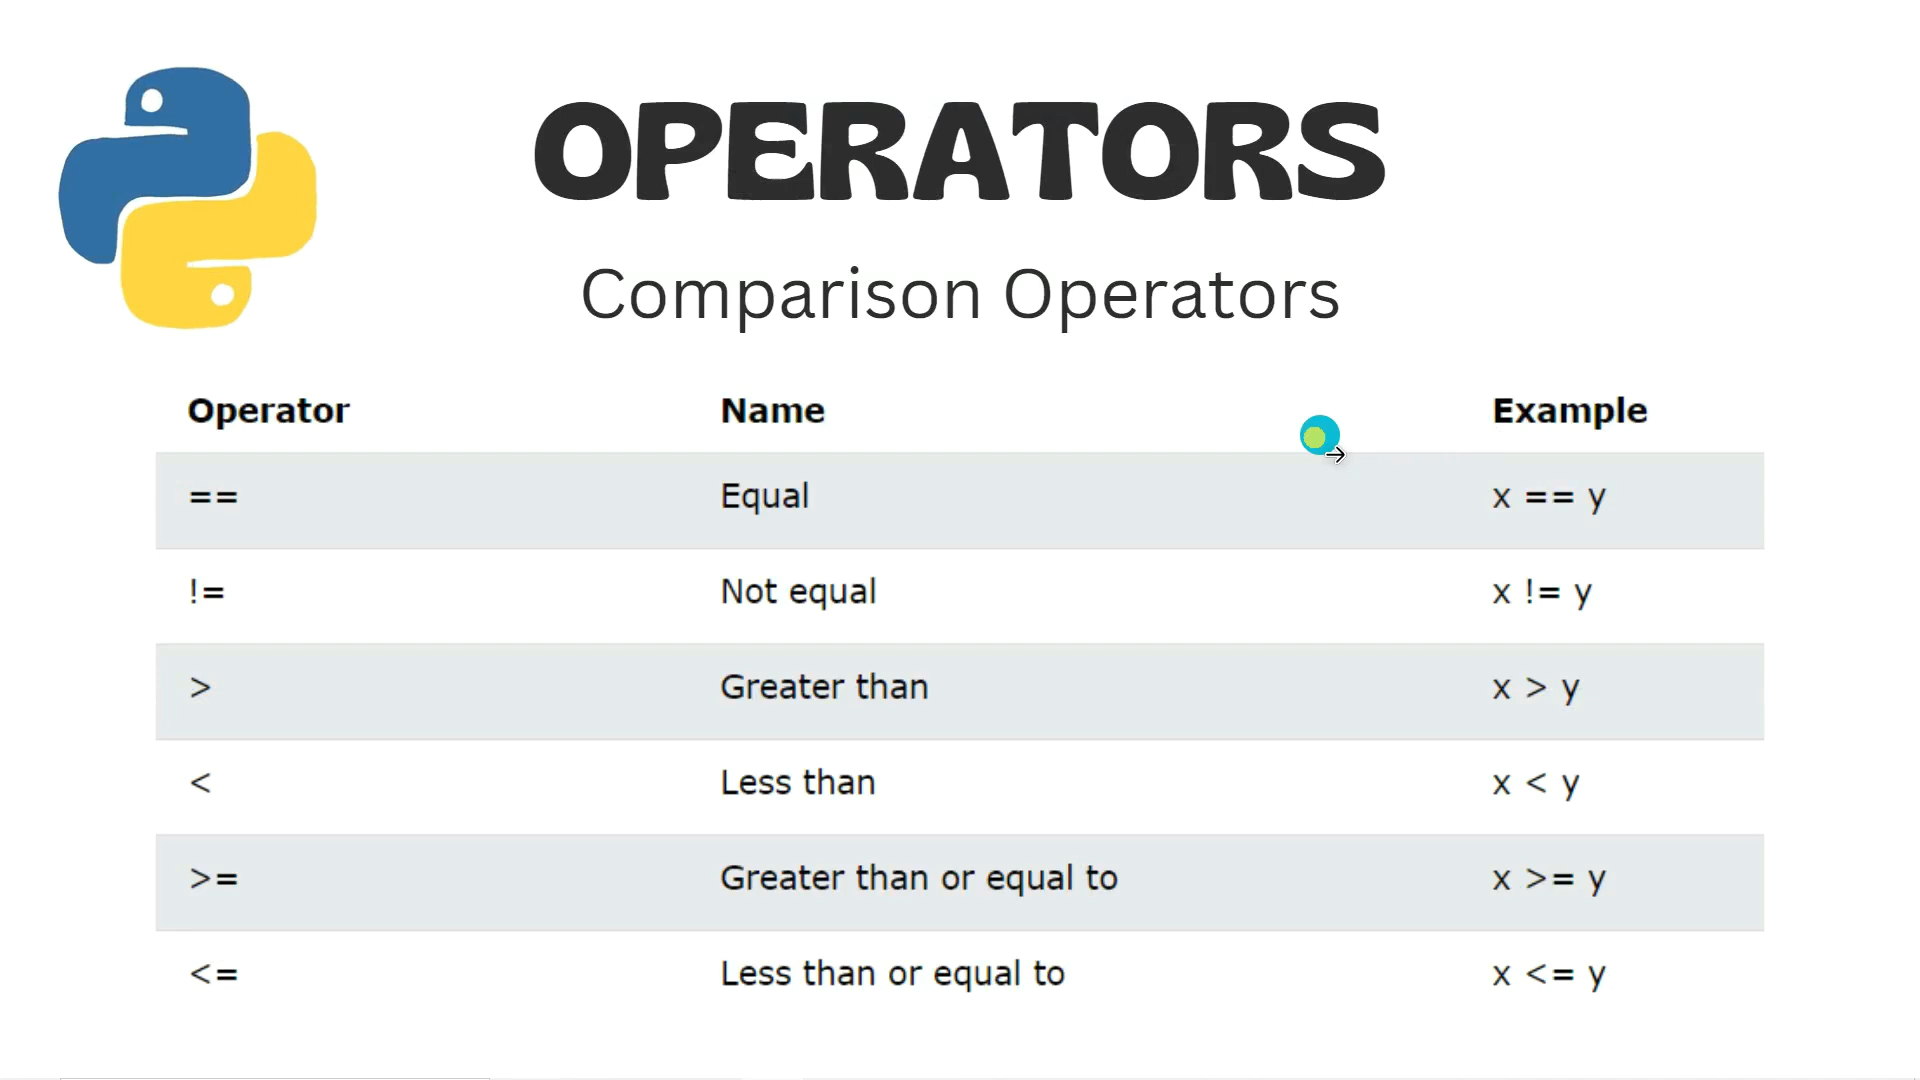 OPERATORS
Comparison Operators
Operator Name Example
== Equal x == y
!= Not equal x != y
> Greater than x > y
< Less than x < y
>= Greater than or equal to x >= y
<= Less than or equal to x <= y